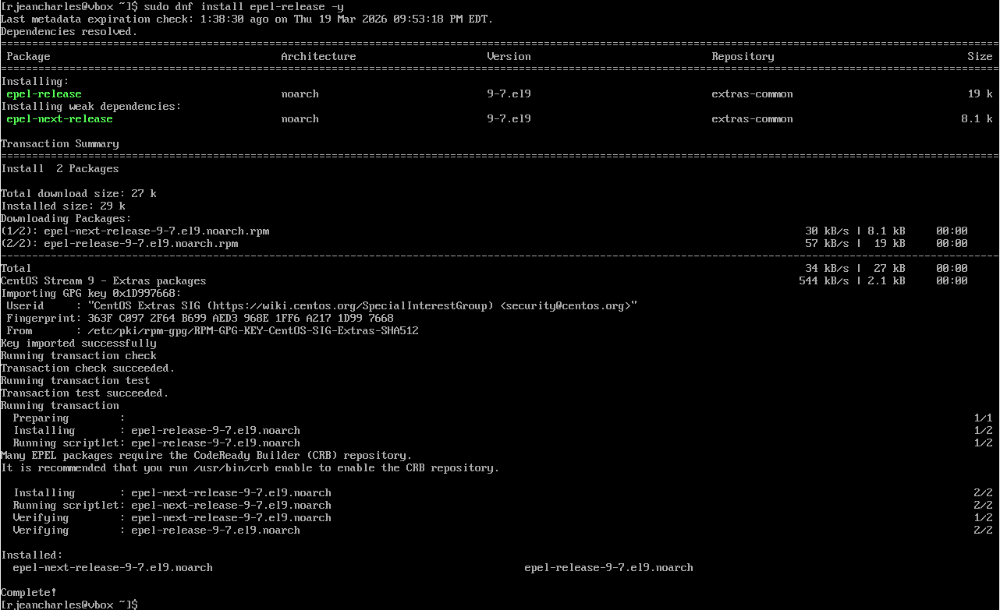 [rjeancharles@vbox ~]$ sudo dnf install epel-release -y
Last metadata expiration check: 1:38:30 ago on Thu 19 Mar 2026 09:53:18 PM EDT.
Dependencies resolved.
Package Architecture Version Repository Size
Installing:
epel-release noarch 9-7.el9 extras-common 19 k
Installing weak dependencies:
epel-next-release noarch 9-7.el9 extras-common 8.1 k
Transaction Summary
Install  2 Packages
Total download size: 27 k
Installed size: 29 k
Downloading Packages:
(1/2): epel-next-release-9-7.el9.noarch.rpm 30 kB/s | 8.1 kB 00:00
(2/2): epel-release-9-7.el9.noarch.rpm 57 kB/s |  19 kB 00:00
Total 34 kB/s |  27 kB 00:00
CentOS Stream 9 - Extras packages 544 kB/s | 2.1 kB 00:00
Importing GPG key 0x1D997668:
Userid     : "CentOS Extras SIG (https://wiki.centos.org/SpecialInterestGroup) <security@centos.org>"
Fingerprint: 363F C097 2F64 B699 AED3 968E 1FF6 A217 1D99 7668
From       : /etc/pki/rpm-gpg/RPM-GPG-KEY-CentOS-SIG-Extras-SHA512
Key imported successfully
Running transaction check
Transaction check succeeded.
Running transaction test
Transaction test succeeded.
Running transaction
Preparing        : 1/1
Installing       : epel-release-9-7.el9.noarch 1/2
Running scriptlet: epel-release-9-7.el9.noarch 1/2
Many EPEL packages require the CodeReady Builder (CRB) repository.
It is recommended that you run /usr/bin/crb enable to enable the CRB repository.
Installing       : epel-next-release-9-7.el9.noarch 2/2
Running scriptlet: epel-next-release-9-7.el9.noarch 2/2
Verifying        : epel-next-release-9-7.el9.noarch 1/2
Verifying        : epel-release-9-7.el9.noarch 2/2
Installed:
epel-next-release-9-7.el9.noarch epel-release-9-7.el9.noarch
Complete!
[rjeancharles@vbox ~]$